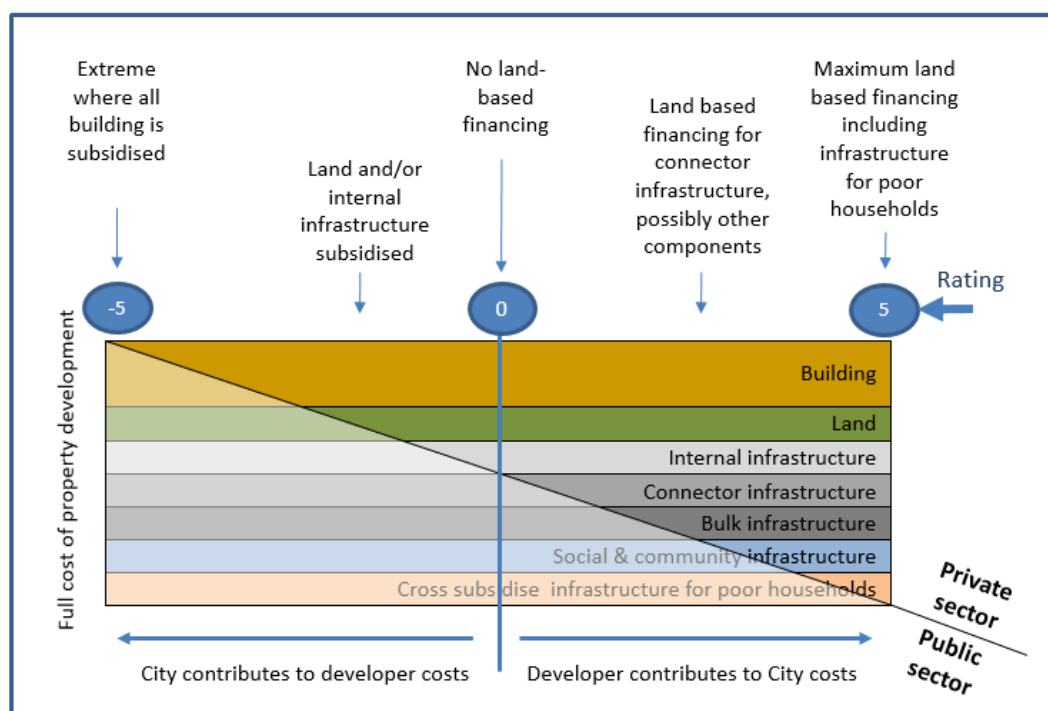 Extreme
where all
building is
subsidised
Land and/or
internal
infrastructure
subsidised
No land-
based
financing
Land based
financing for
connector
infrastructure,
possibly other
components
Maximum land
based financing
including
infrastructure
for poor
households
-5
0
5
Rating
Full cost of property development
Building
Land
Internal infrastructure
Connector infrastructure
Bulk infrastructure
Social & community infrastructure
Cross subsidise infrastructure for poor households
Private
sector
Public
sector
City contributes to developer costs
Developer contributes to City costs